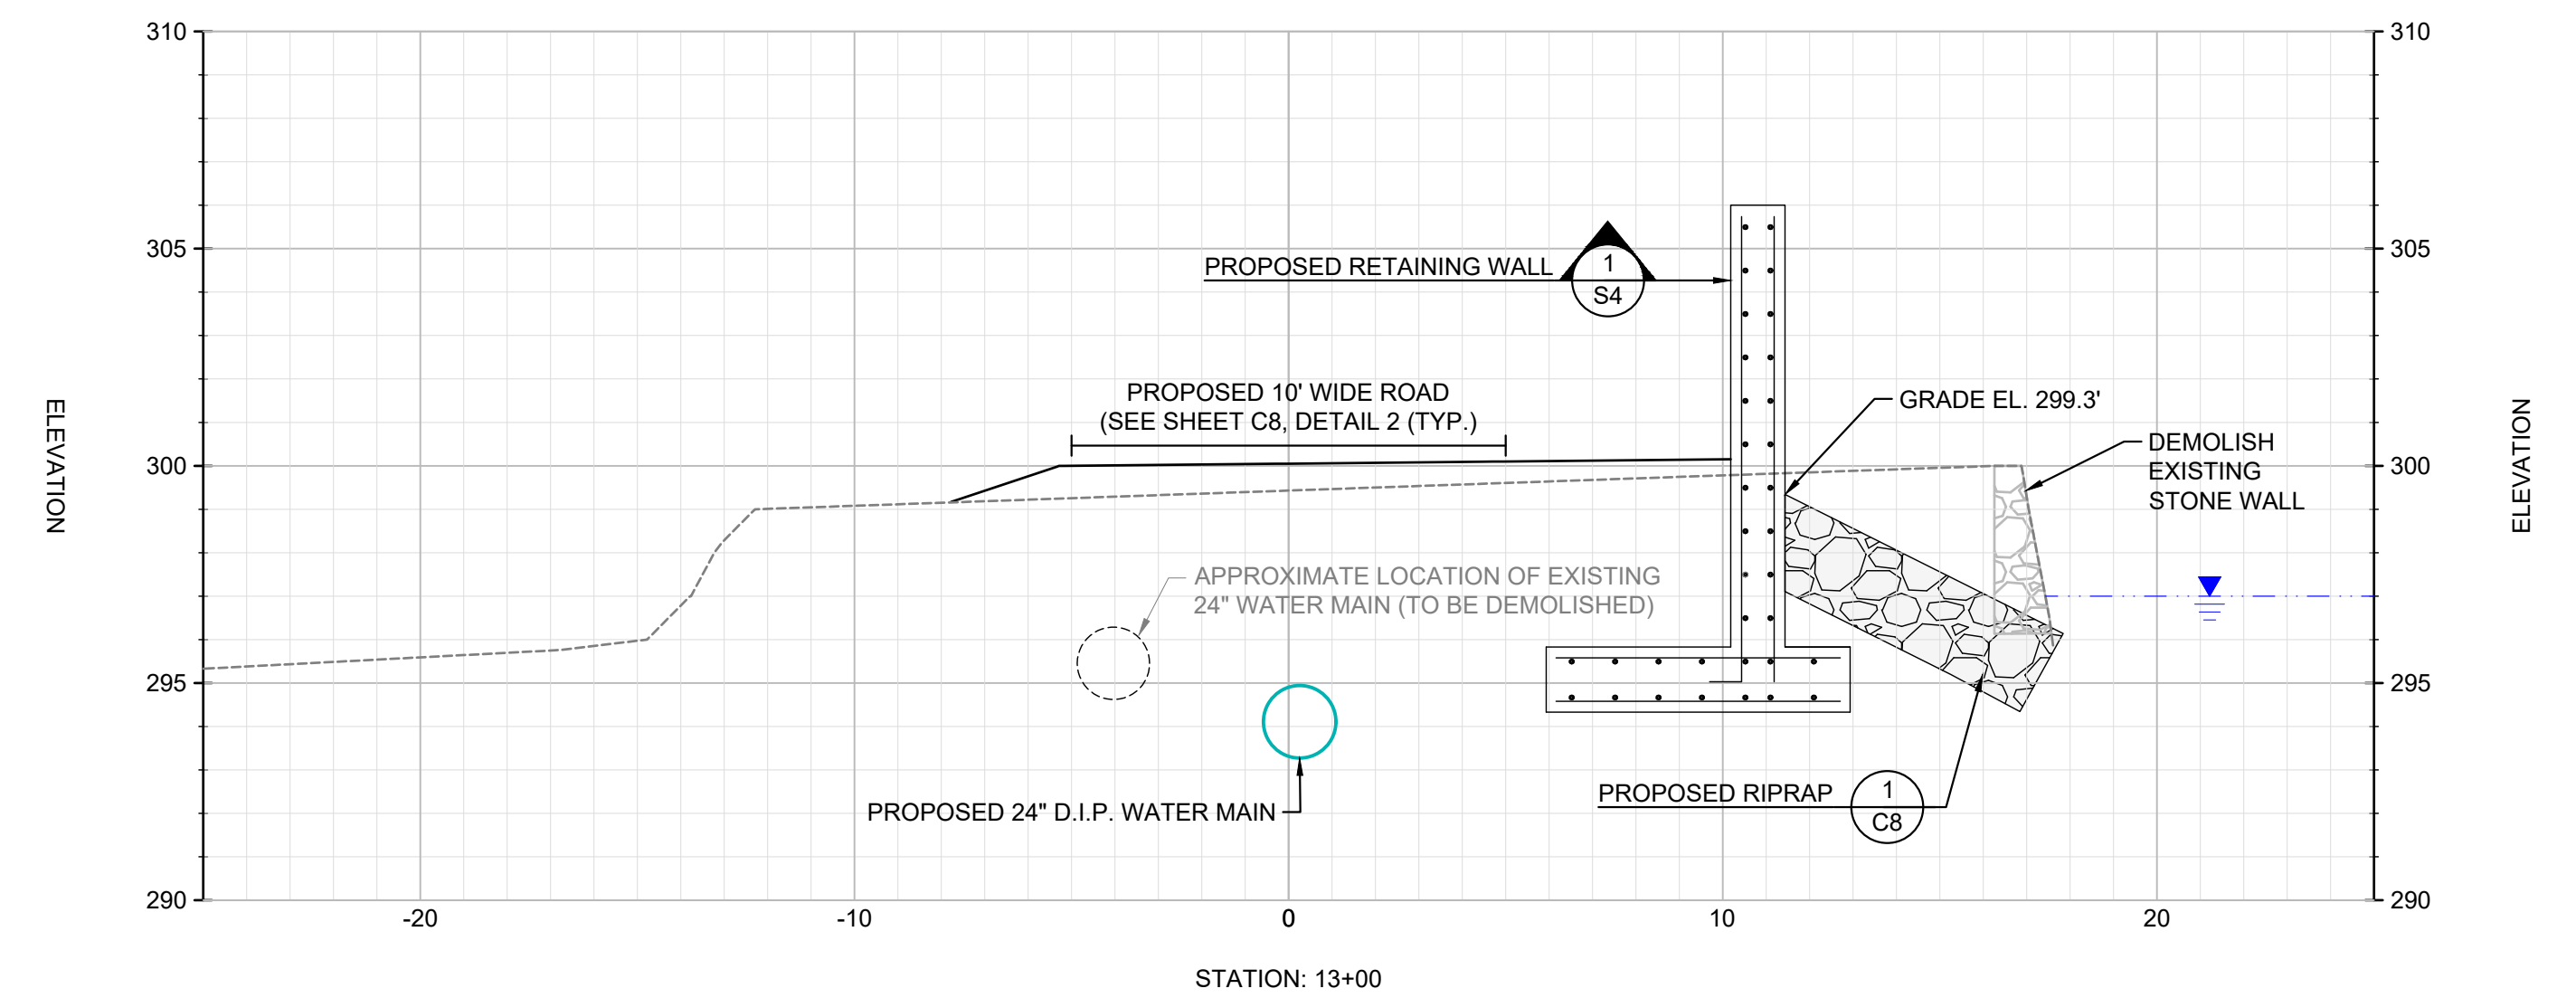 310
310
305
305
PROPOSED RETAINING WALL
1
S4
PROPOSED 10' WIDE ROAD
(SEE SHEET C8, DETAIL 2 (TYP.)
GRADE EL. 299.3'
DEMOLISH
EXISTING
STONE WALL
ELEVATION
ELEVATION
300
300
APPROXIMATE LOCATION OF EXISTING
24" WATER MAIN (TO BE DEMOLISHED)
295
295
PROPOSED 24" D.I.P. WATER MAIN
PROPOSED RIPRAP
1
C8
290
290
-20
-10
0
10
20
STATION: 13+00